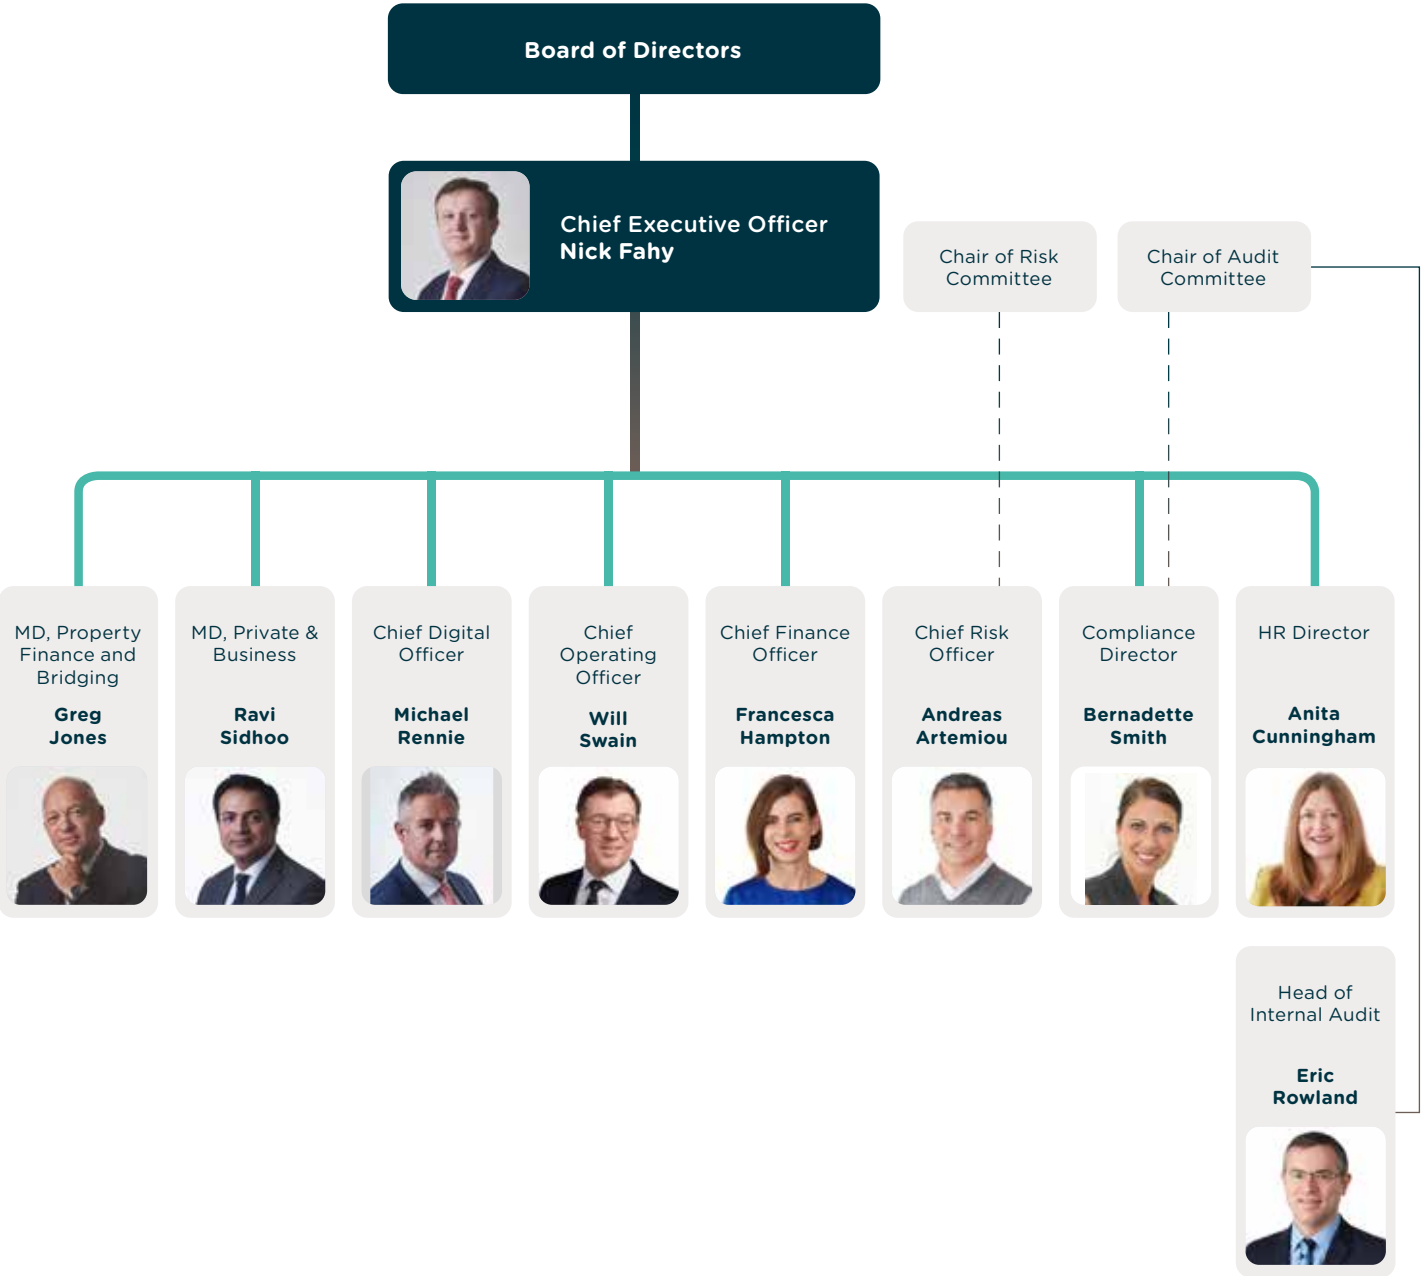 Board of Directors
Chief Executive Officer
Nick Fahy
Chair of Risk
Committee
Chair of Audit
Committee
MD, Property
Finance and
Bridging
Greg
Jones
MD, Private &
Business
Ravi
Sidhoo
Chief Digital
Officer
Michael
Rennie
Chief
Operating
Officer
Will
Swain
Chief Finance
Officer
Francesca
Hampton
Chief Risk
Officer
Andreas
Artemiou
Compliance
Director
Bernadette
Smith
HR Director
Anita
Cunningham
Head of
Internal Audit
Eric
Rowland